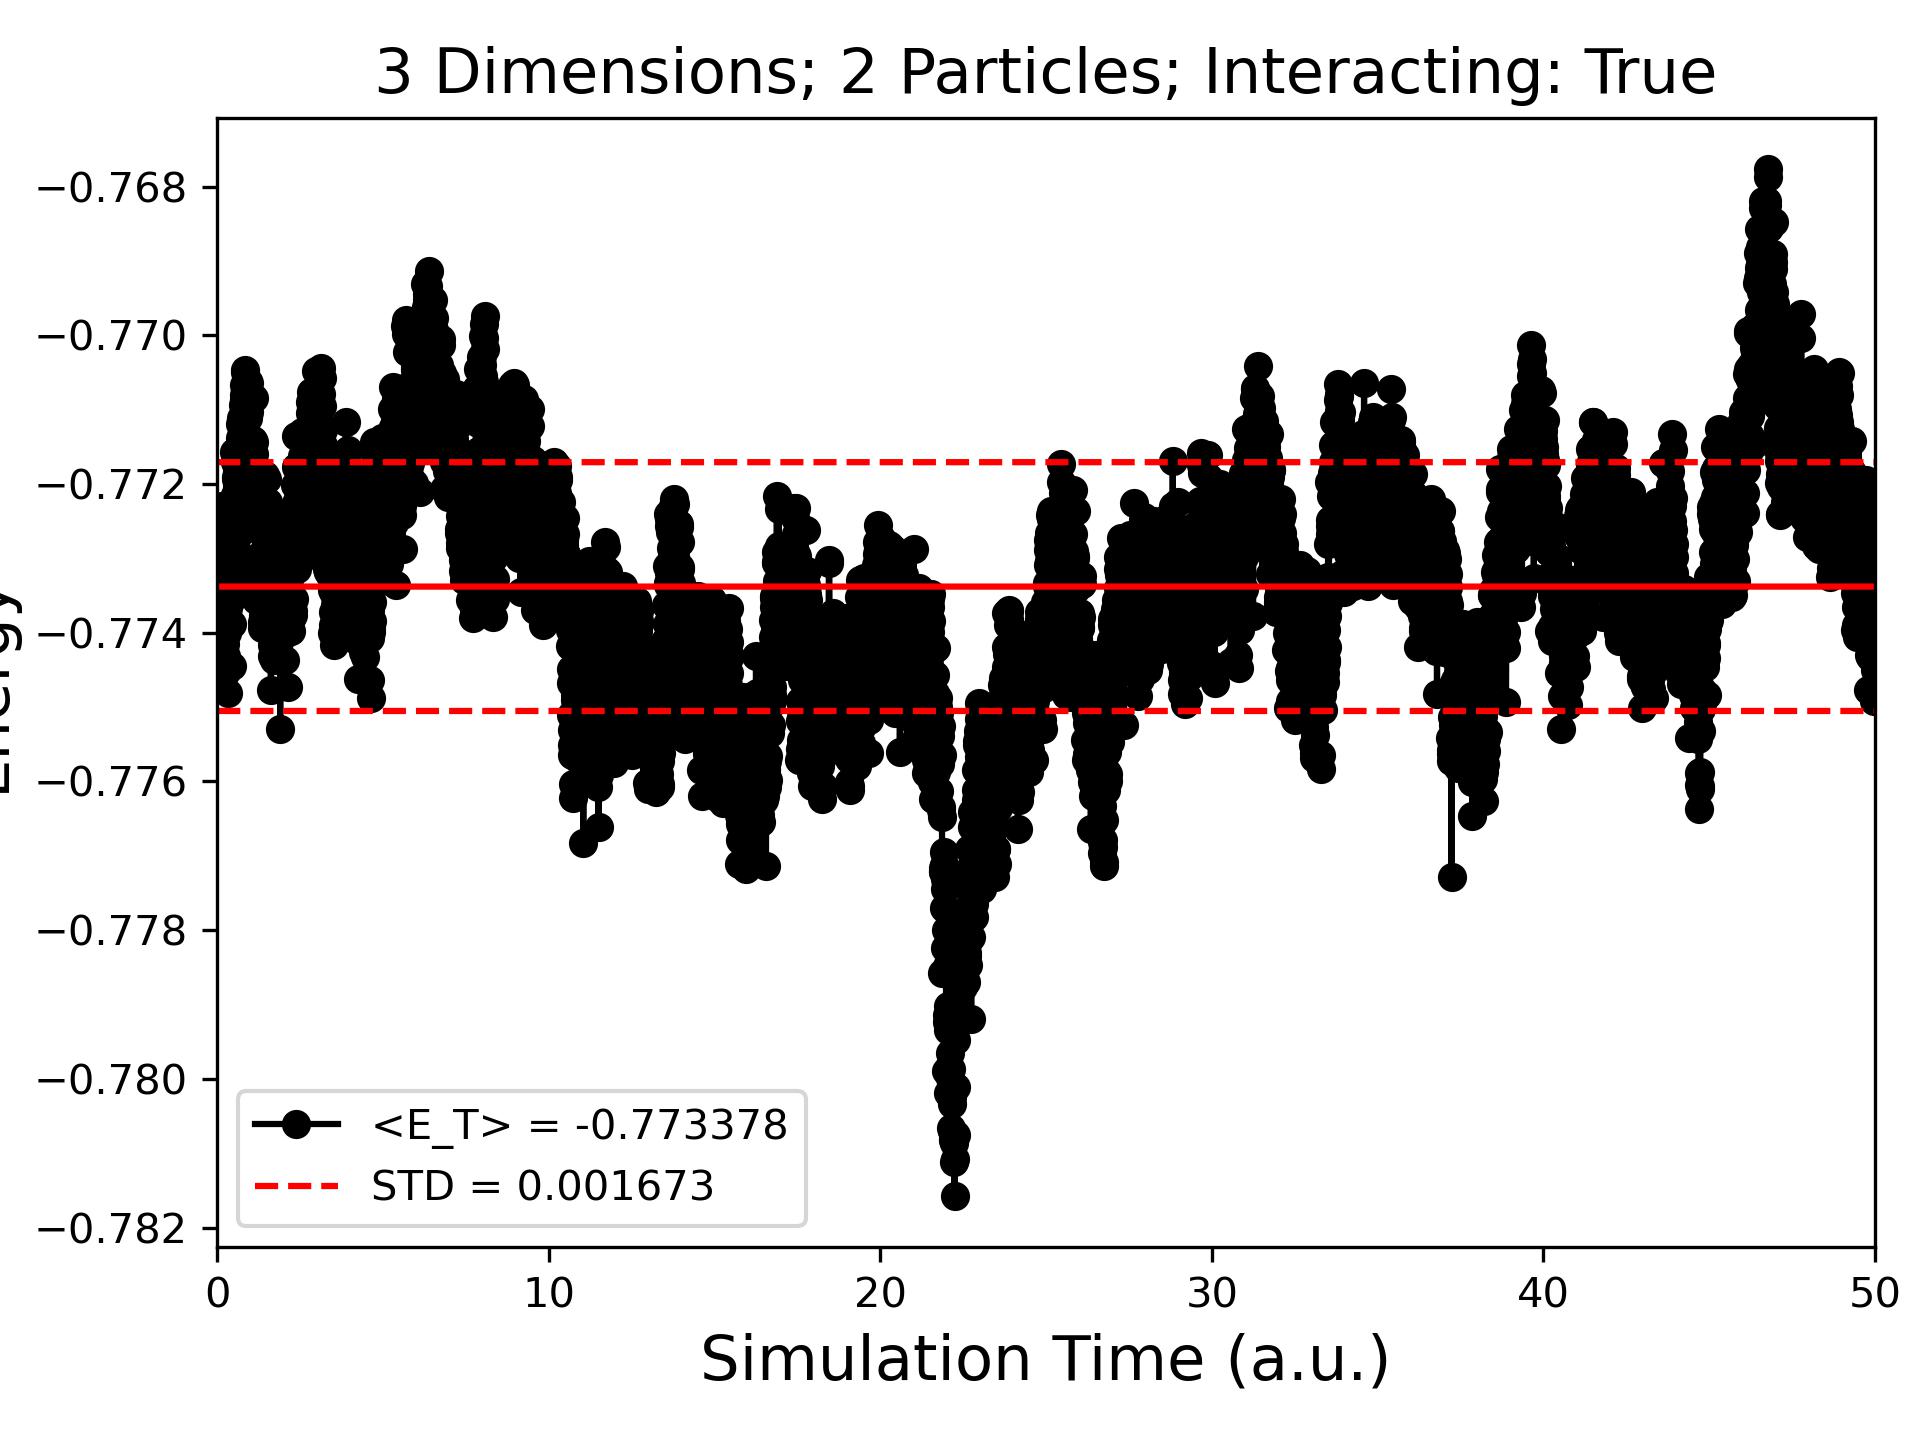 3 Dimensions; 2 Particles; Interacting: True
−0.768
−0.770
−0.772
−0.774
−0.776
−0.778
−0.780
−0.782
Energy
<E_T> = -0.773378
STD = 0.001673
0 10 20 30 40 50
Simulation Time (a.u.)